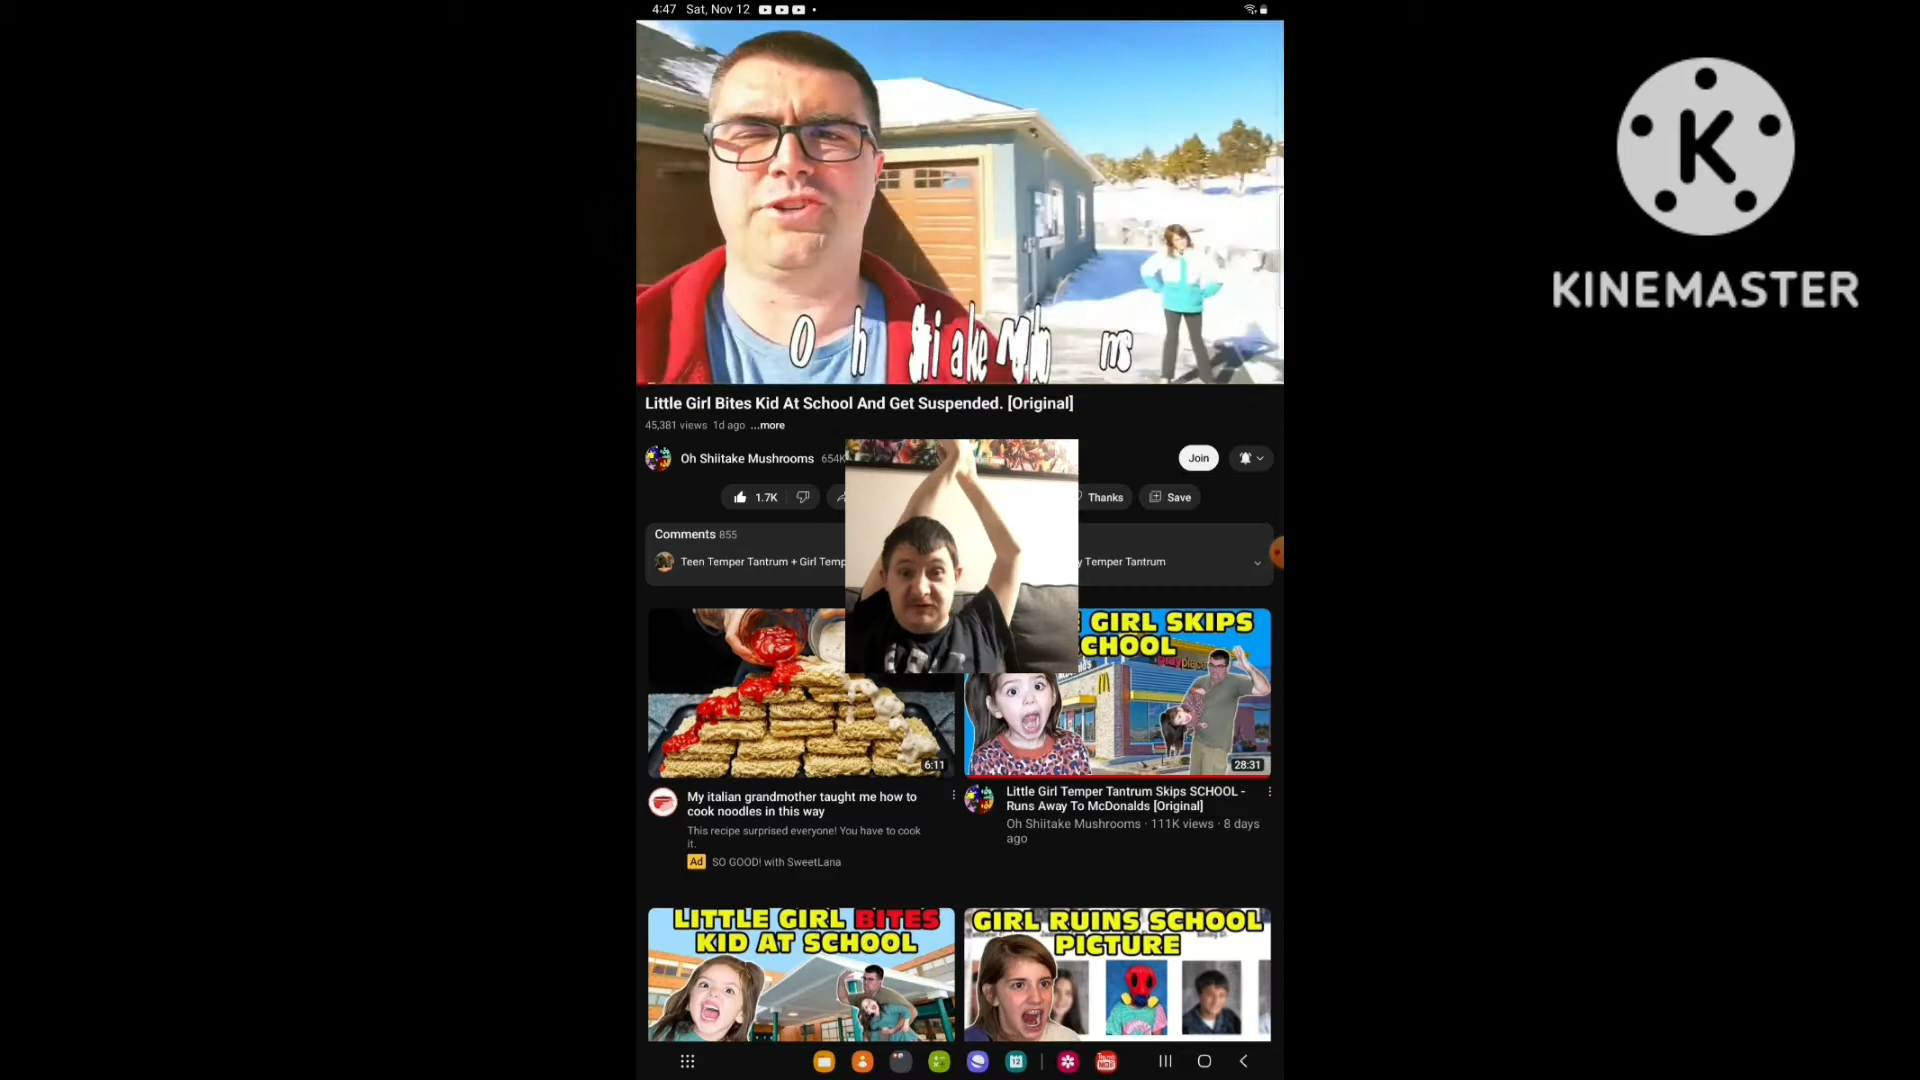 4:47 Sat, Nov 12
KINEMASTER
Little Girl Bites Kid At School And Get Suspended. [Original]
45,381 views 1d ago ...more
Oh Shiitake Mushrooms 654K
Join
1.7K
Thanks
Save
Comments 855
Teen Temper Tantrum + Girl Temp
y Temper Tantrum
GIRL SKIPS
CHOOL
playplace
6:11
28:31
My italian grandmother taught me how to
cook noodles in this way
This recipe surprised everyone! You have to cook
it.
Ad SO GOOD! with SweetLana
Little Girl Temper Tantrum Skips SCHOOL -
Runs Away To McDonalds [Original]
Oh Shiitake Mushrooms · 111K views · 8 days
ago
LITTLE GIRL BITES
KID AT SCHOOL
GIRL RUINS SCHOOL
PICTURE
12